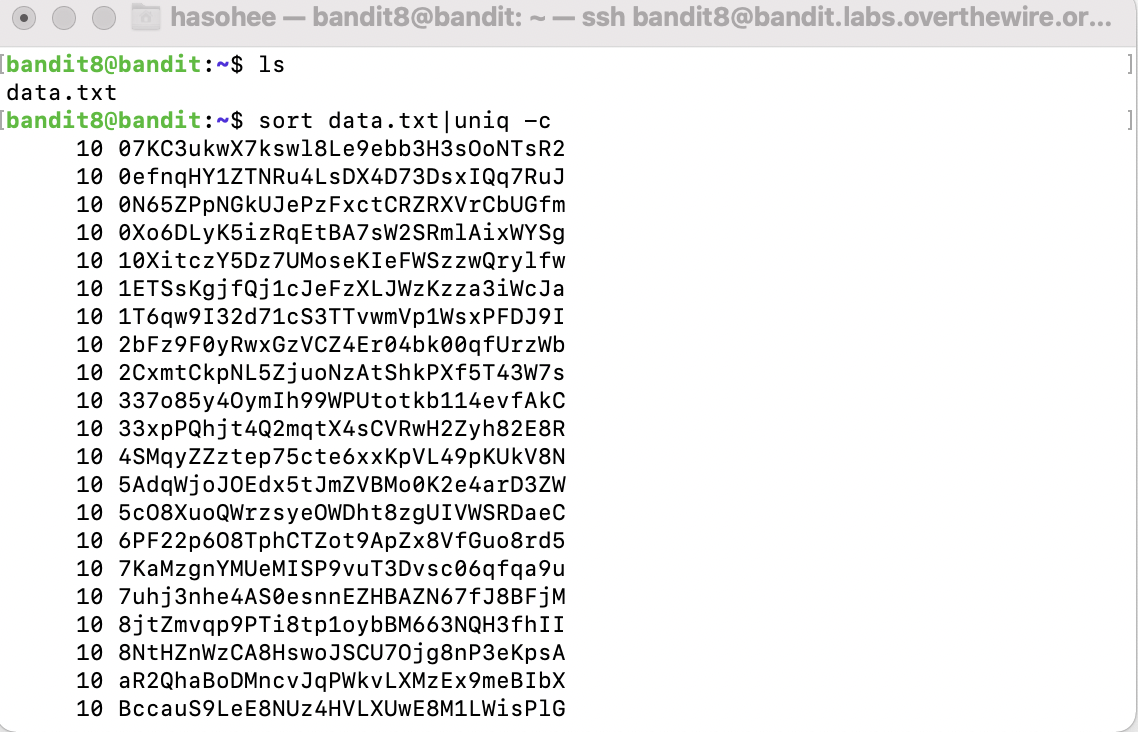 hasohee — bandit8@bandit: ~ — ssh bandit8@bandit.labs.overthewire.or...
[bandit8@bandit:~$ ls ]
data.txt
[bandit8@bandit:~$ sort data.txt|uniq -c ]
10 07KC3ukwX7kswl8Le9ebb3H3sOoNTsR2
10 0efnqHY1ZTNRu4LsDX4D73DsxIQq7RuJ
10 0N65ZPpNGkUJePzFxctCRZRXVrCbUGfm
10 0Xo6DLyK5izRqEtBA7sW2SRmlAixWYSg
10 10XitczY5Dz7UMoseKIeFWSzzwQrylfw
10 1ETSsKgjfQj1cJeFzXLJWzKzza3iWcJa
10 1T6qw9I32d71cS3TTvwmVp1WsxPFDJ9I
10 2bFz9F0yRwxGzVCZ4Er04bk00qfUrzWb
10 2CxmtCkpNL5ZjuoNzAtShkPXf5T43W7s
10 337o85y4OymIh99WPUtotkb114evfAkC
10 33xpPQhjt4Q2mqtX4sCVRwH2Zyh82E8R
10 4SMqyZZztep75cte6xxKpVL49pKUkV8N
10 5AdqWjoJOEdx5tJmZVBMo0K2e4arD3ZW
10 5cO8XuoQWrzsyeOWDht8zgUIVWSRDaeC
10 6PF22p6O8TphCTZot9ApZx8VfGuo8rd5
10 7KaMzgnYMUeMISP9vuT3Dvsc06qfqa9u
10 7uhj3nhe4AS0esnnEZHBAZN67fJ8BFjM
10 8jtZmvqp9PTi8tp1oybBM663NQH3fhII
10 8NtHZnWzCA8HswoJSCU7Ojg8nP3eKpsA
10 aR2QhaBoDMncvJqPWkvLXMzEx9meBIbX
10 BccauS9LeE8NUz4HVLXUwE8M1LWisPlG